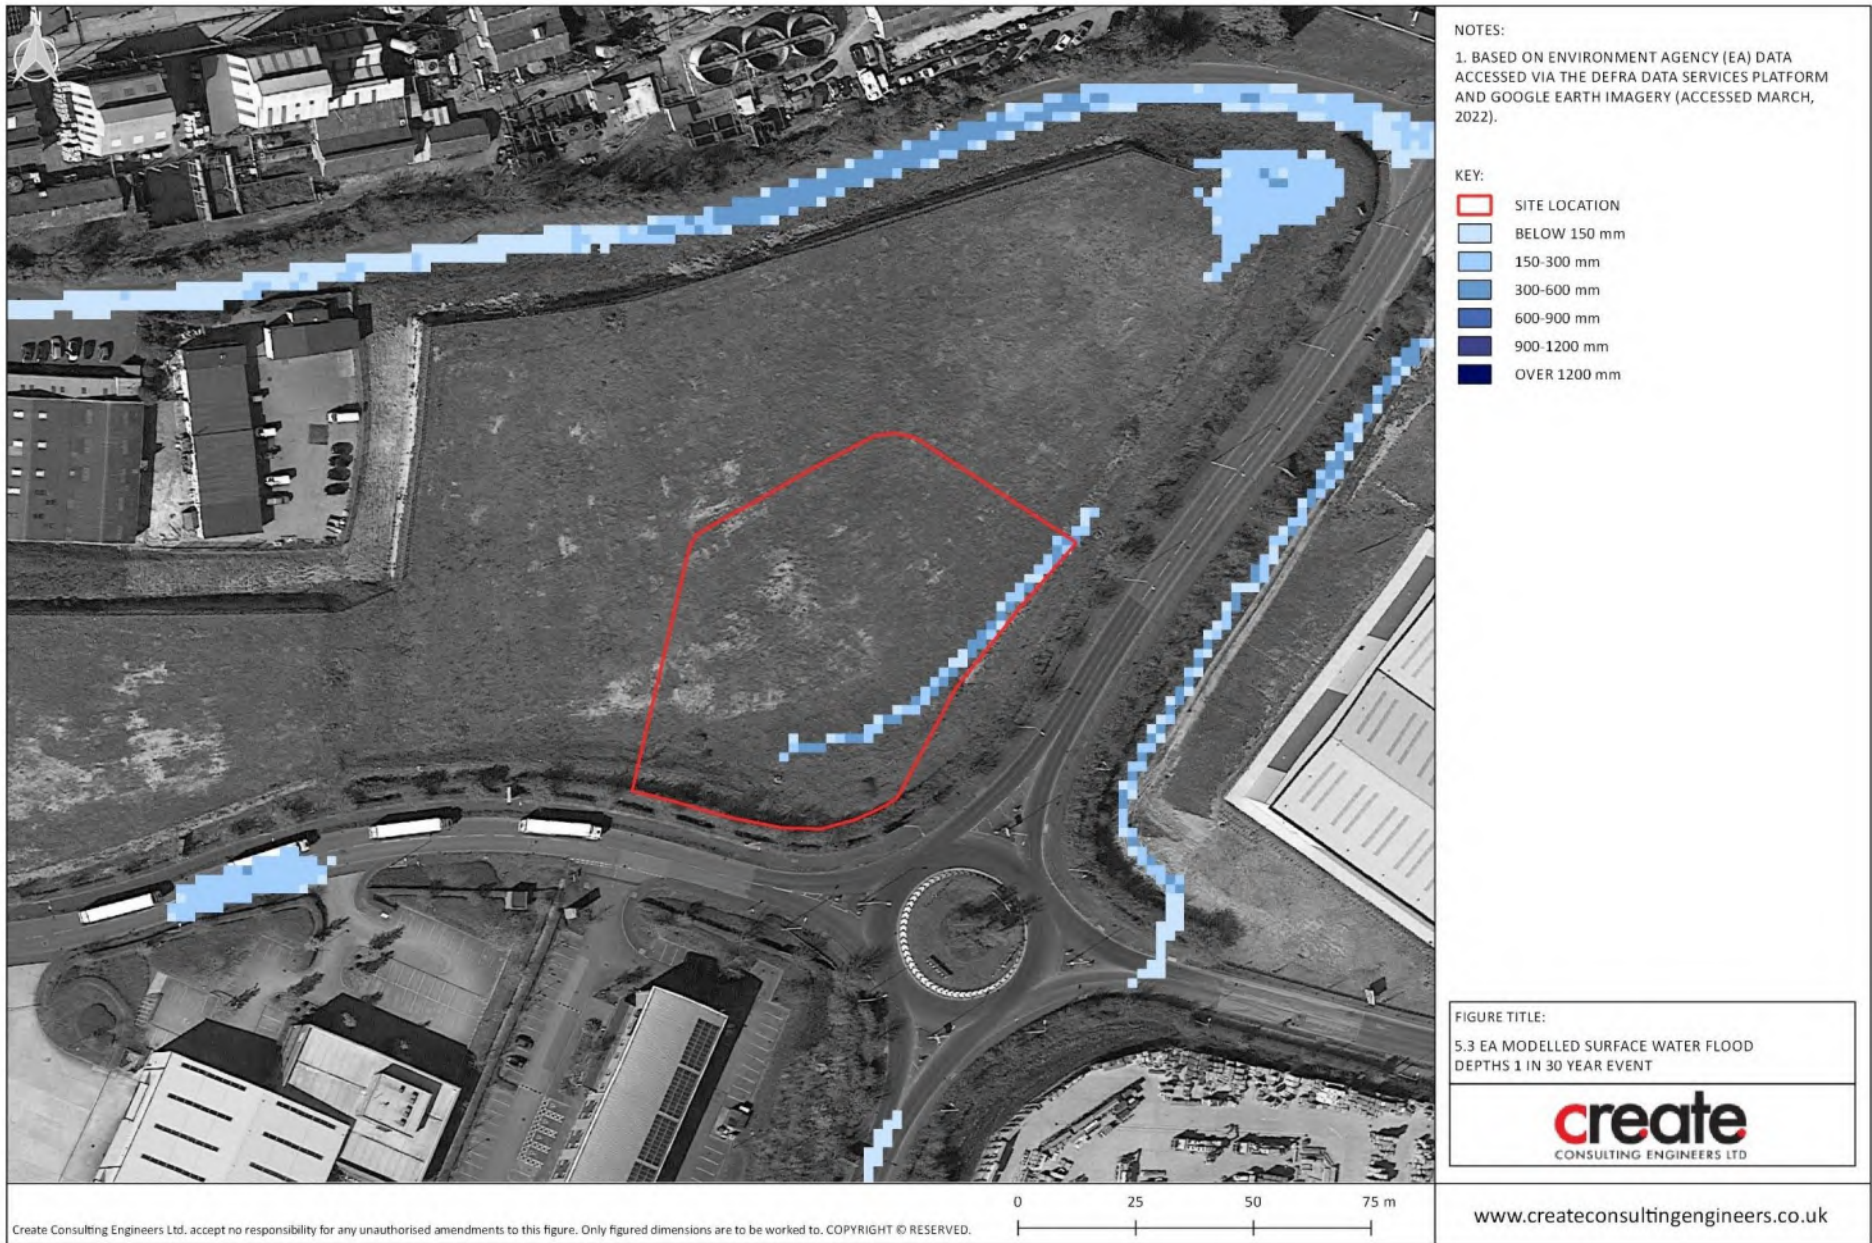 NOTES:
1. BASED ON ENVIRONMENT AGENCY (EA) DATA
ACCESSED VIA THE DEFRA DATA SERVICES PLATFORM
AND GOOGLE EARTH IMAGERY (ACCESSED MARCH,
2022).
KEY:
SITE LOCATION
BELOW 150 mm
150-300 mm
300-600 mm
600-900 mm
900-1200 mm
OVER 1200 mm
FIGURE TITLE:
5.3 EA MODELLED SURFACE WATER FLOOD
DEPTHS 1 IN 30 YEAR EVENT
create
CONSULTING ENGINEERS LTD
www.createconsultingengineers.co.uk
0 25 50 75 m
Create Consulting Engineers Ltd. accept no responsibility for any unauthorised amendments to this figure. Only figured dimensions are to be worked to. COPYRIGHT © RESERVED.